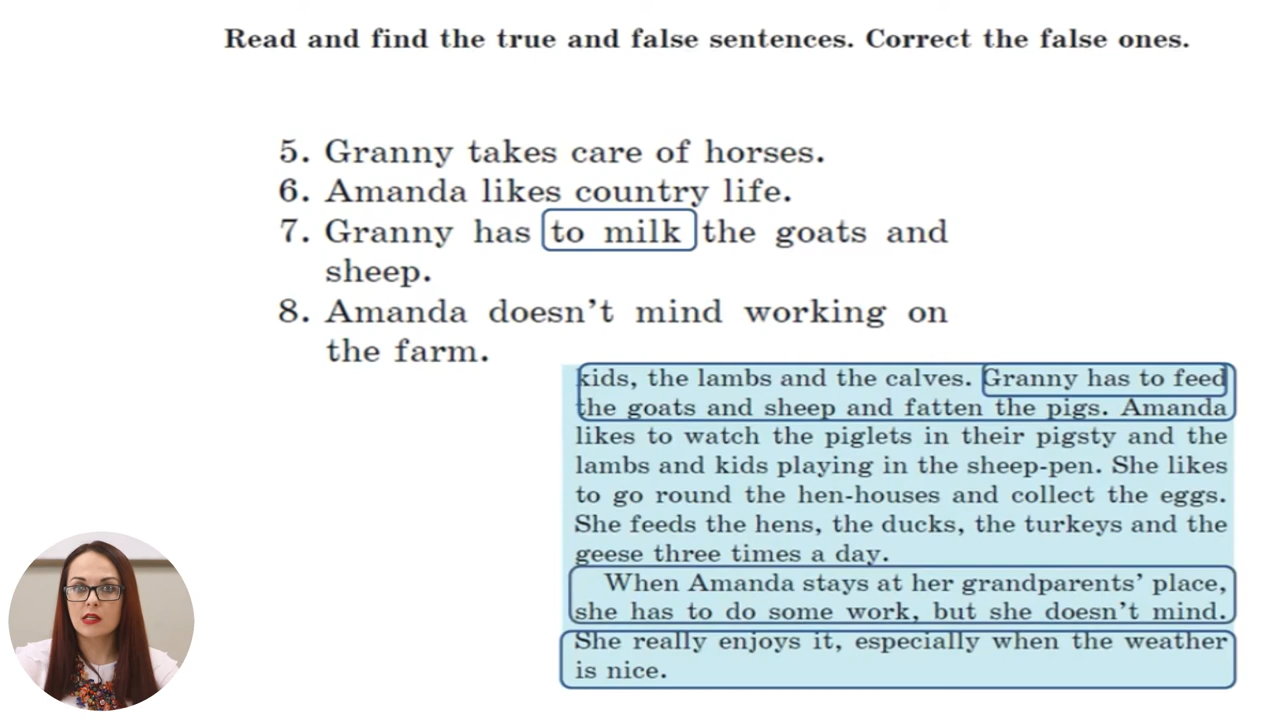 Read and find the true and false sentences. Correct the false ones.
5. Granny takes care of horses.
6. Amanda likes country life.
7. Granny has to milk the goats and
sheep.
8. Amanda doesn't mind working on
the farm.
kids, the lambs and the calves. Granny has to feed
the goats and sheep and fatten the pigs. Amanda
likes to watch the piglets in their pigsty and the
lambs and kids playing in the sheep-pen. She likes
to go round the hen-houses and collect the eggs.
She feeds the hens, the ducks, the turkeys and the
geese three times a day.
When Amanda stays at her grandparents' place,
she has to do some work, but she doesn't mind.
She really enjoys it, especially when the weather
is nice.